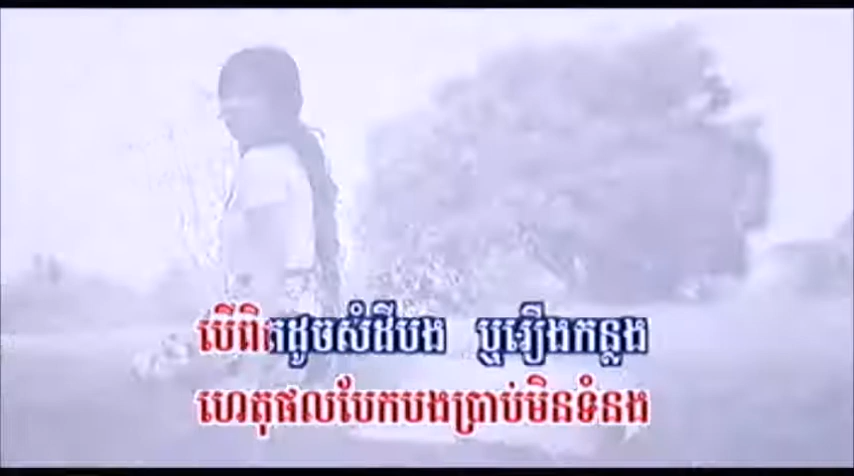 បើពិតដូចសំដីបង ឬរឿងកន្លង
ហេតុផលបែកបងប្រាប់មិនទំនង